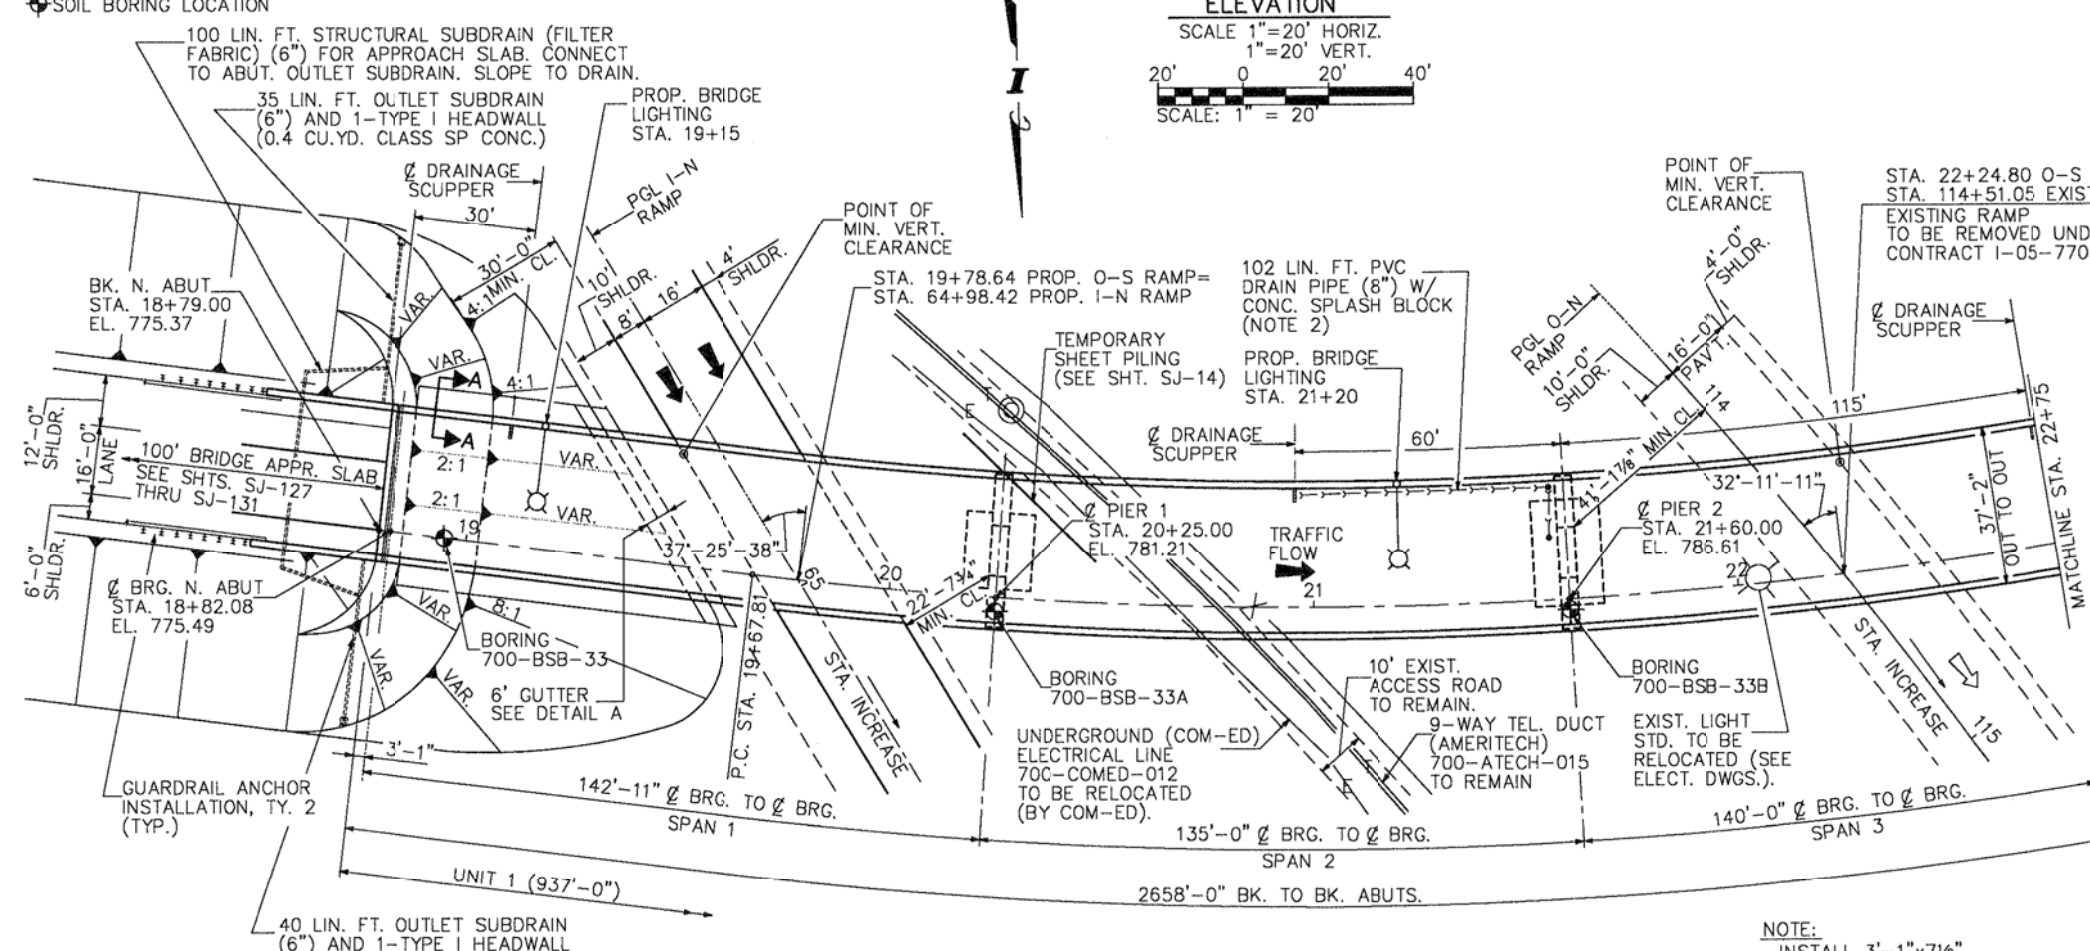 SOIL BORING LOCATION
100 LIN. FT. STRUCTURAL SUBDRAIN (FILTER
FABRIC) (6") FOR APPROACH SLAB. CONNECT
TO ABUT. OUTLET SUBDRAIN. SLOPE TO DRAIN.
35 LIN. FT. OUTLET SUBDRAIN
(6") AND 1-TYPE I HEADWALL
(0.4 CU.YD. CLASS SP CONC.)
PROP. BRIDGE
LIGHTING
STA. 19+15
ELEVATION
SCALE 1"=20' HORIZ.
1"=20' VERT.
20' 0 20' 40'
SCALE: 1" = 20'
℄ DRAINAGE
SCUPPER
30'
PGL I-N
RAMP
POINT OF
MIN. VERT.
CLEARANCE
30'-0"
MIN. CL.
4:1
10'
SHLDR.
8'
16'
4'
SHLDR.
STA. 19+78.64 PROP. O-S RAMP=
STA. 64+98.42 PROP. I-N RAMP
102 LIN. FT. PVC
DRAIN PIPE (8") W/
CONC. SPLASH BLOCK
(NOTE 2)
TEMPORARY
SHEET PILING
(SEE SHT. SJ-14)
PROP. BRIDGE
LIGHTING
STA. 21+20
℄ DRAINAGE
SCUPPER
60'
POINT OF
MIN. VERT.
CLEARANCE
STA. 22+24.80 O-S
STA. 114+51.05 EXIS
EXISTING RAMP
TO BE REMOVED UND
CONTRACT I-05-770
℄ DRAINAGE
SCUPPER
PGL O-N
RAMP
10'-0"
SHLDR.
16'-0"
PAV'T.
4'-0"
SHLDR.
114
115'
41'-1⅞" MIN. CL.
32°-11'-11"
37'-2"
OUT TO OUT
MATCHLINE STA. 22+75
BK. N. ABUT
STA. 18+79.00
EL. 775.37
VAR.
VAR.
A
A
4:1
2:1
2:1
VAR.
VAR.
12'-0"
SHLDR.
16'-0"
LANE
6'-0"
SHLDR.
100' BRIDGE APPR. SLAB
SEE SHTS. SJ-127
THRU SJ-131
19
℄ BRG. N. ABUT
STA. 18+82.08
EL. 775.49
VAR.
8:1
VAR.
VAR.
BORING
700-BSB-33
6' GUTTER
SEE DETAIL A
37°-25'-38"
65
20
22'-7¾"
MIN. CL.
P.C. STA. 19+67.81
STA. INCREASE
E
T
℄ PIER 1
STA. 20+25.00
EL. 781.21
TRAFFIC
FLOW
21
℄ PIER 2
STA. 21+60.00
EL. 786.61
22
BORING
700-BSB-33A
UNDERGROUND (COM-ED)
ELECTRICAL LINE
700-COMED-012
TO BE RELOCATED
(BY COM-ED).
10' EXIST.
ACCESS ROAD
TO REMAIN.
9-WAY TEL. DUCT
(AMERITECH)
700-ATECH-015
TO REMAIN
T
E
BORING
700-BSB-33B
EXIST. LIGHT
STD. TO BE
RELOCATED (SEE
ELECT. DWGS.).
STA. INCREASE
115
3'-1"
GUARDRAIL ANCHOR
INSTALLATION, TY. 2
(TYP.)
142'-11" ℄ BRG. TO ℄ BRG.
SPAN 1
135'-0" ℄ BRG. TO ℄ BRG.
SPAN 2
140'-0" ℄ BRG. TO ℄ BRG.
SPAN 3
UNIT 1 (937'-0")
2658'-0" BK. TO BK. ABUTS.
40 LIN. FT. OUTLET SUBDRAIN
(6") AND 1-TYPE I HEADWALL
NOTE:
INSTALL 3'-1"x7½"